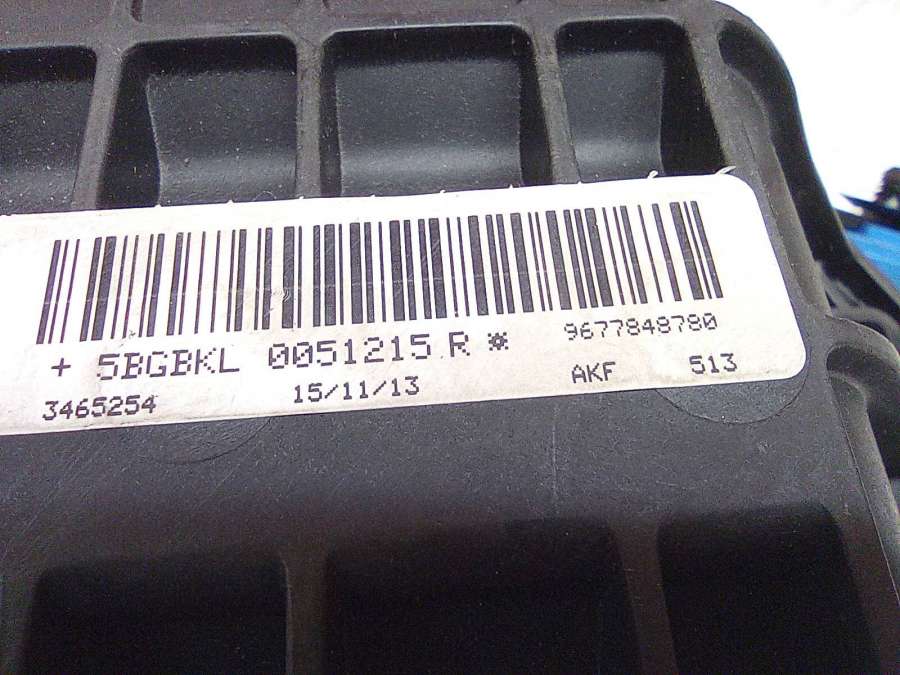 + 5BGBKL 0051215 R * 9677848780
3465254 15/11/13 AKF 513